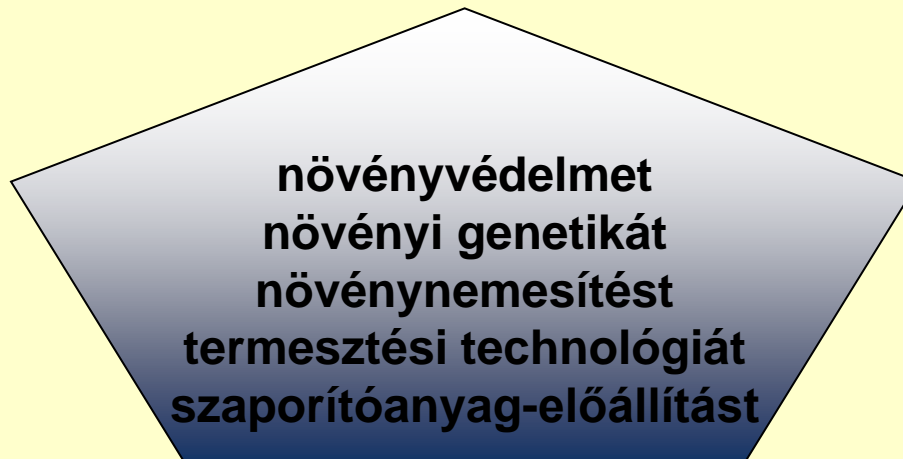 növényvédelmet
növényi genetikát
növénynemesítést
termesztési technológiát
szaporítóanyag-előállítást